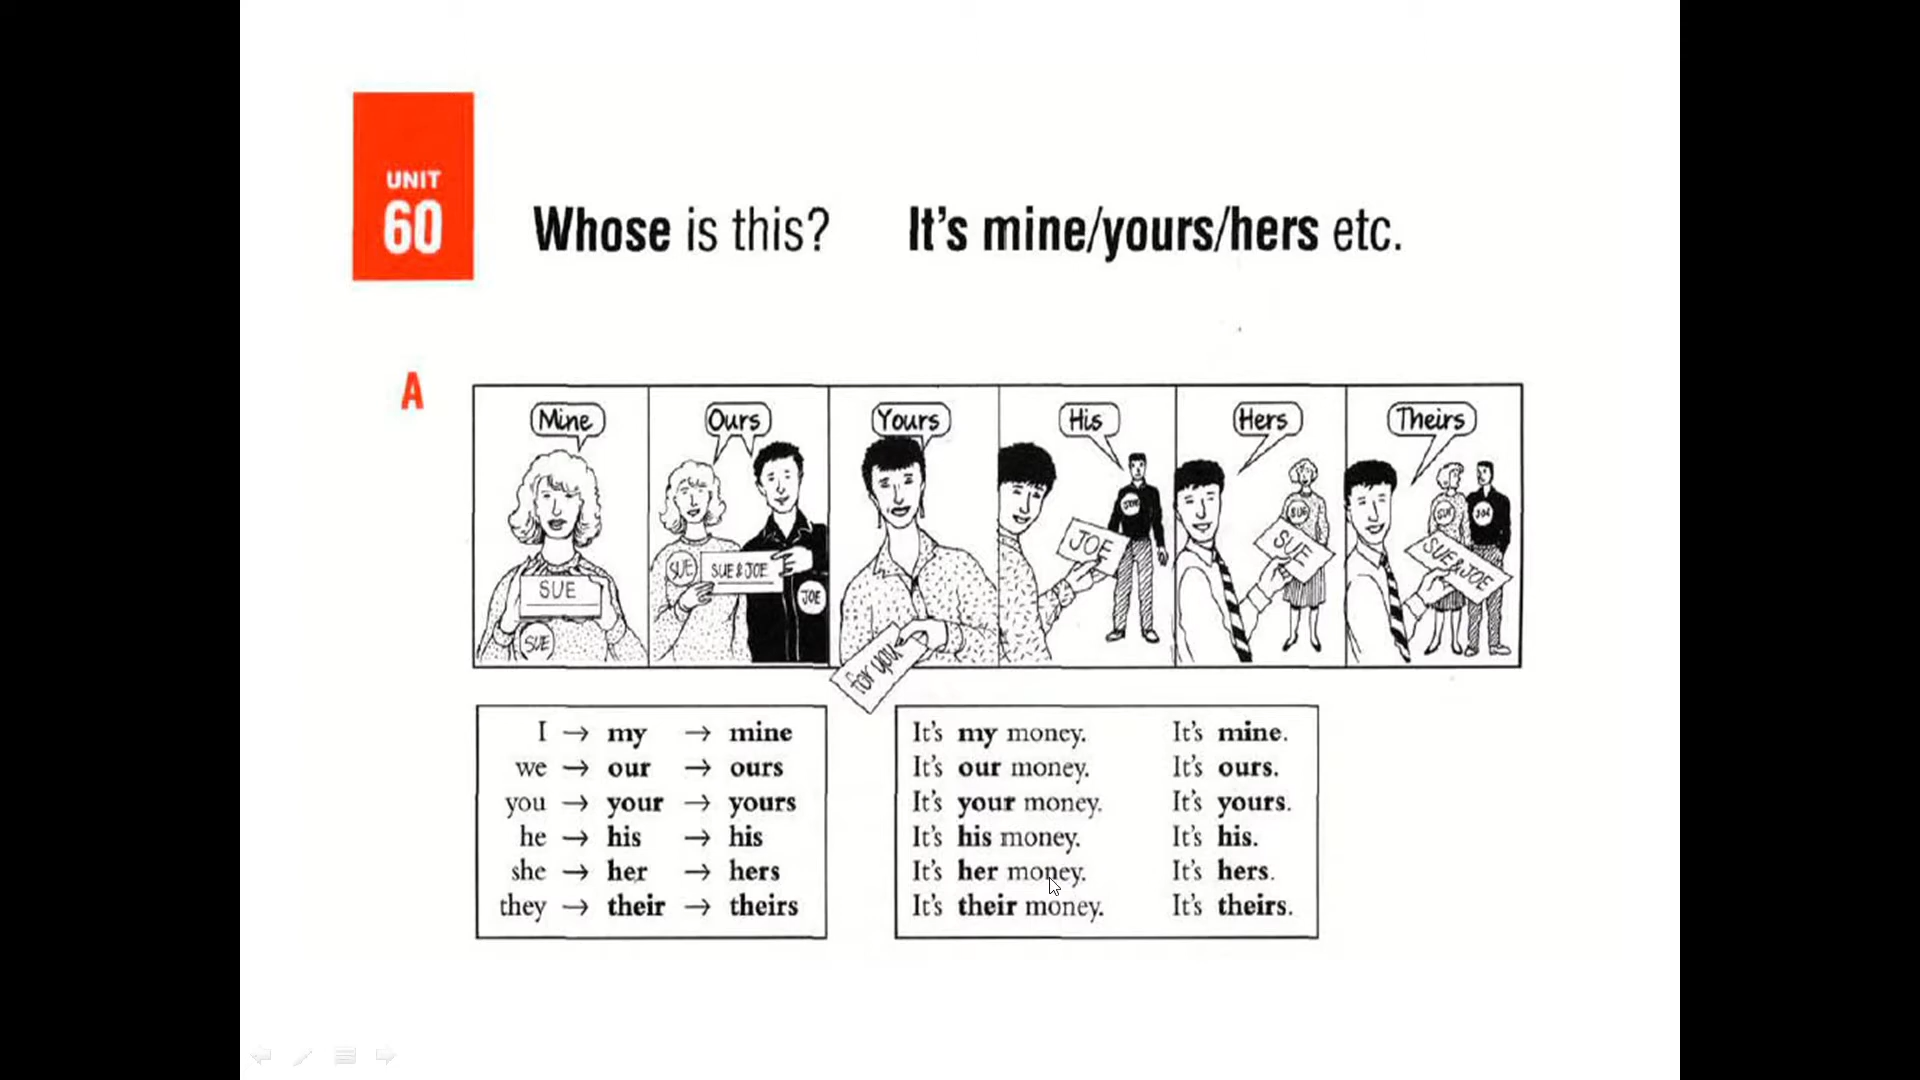 UNIT
60
Whose is this? It's mine/yours/hers etc.
A
Mine
Ours
Yours
His
Hers
Theirs
SUE
SUE
SUE
SUE & JOE
JOE
for you
JOE
SUE
SUE
SUE
JOE
SUE & JOE
I → my → mine
we → our → ours
you → your → yours
he → his → his
she → her → hers
they → their → theirs
It's my money. It's mine.
It's our money. It's ours.
It's your money. It's yours.
It's his money. It's his.
It's her money. It's hers.
It's their money. It's theirs.